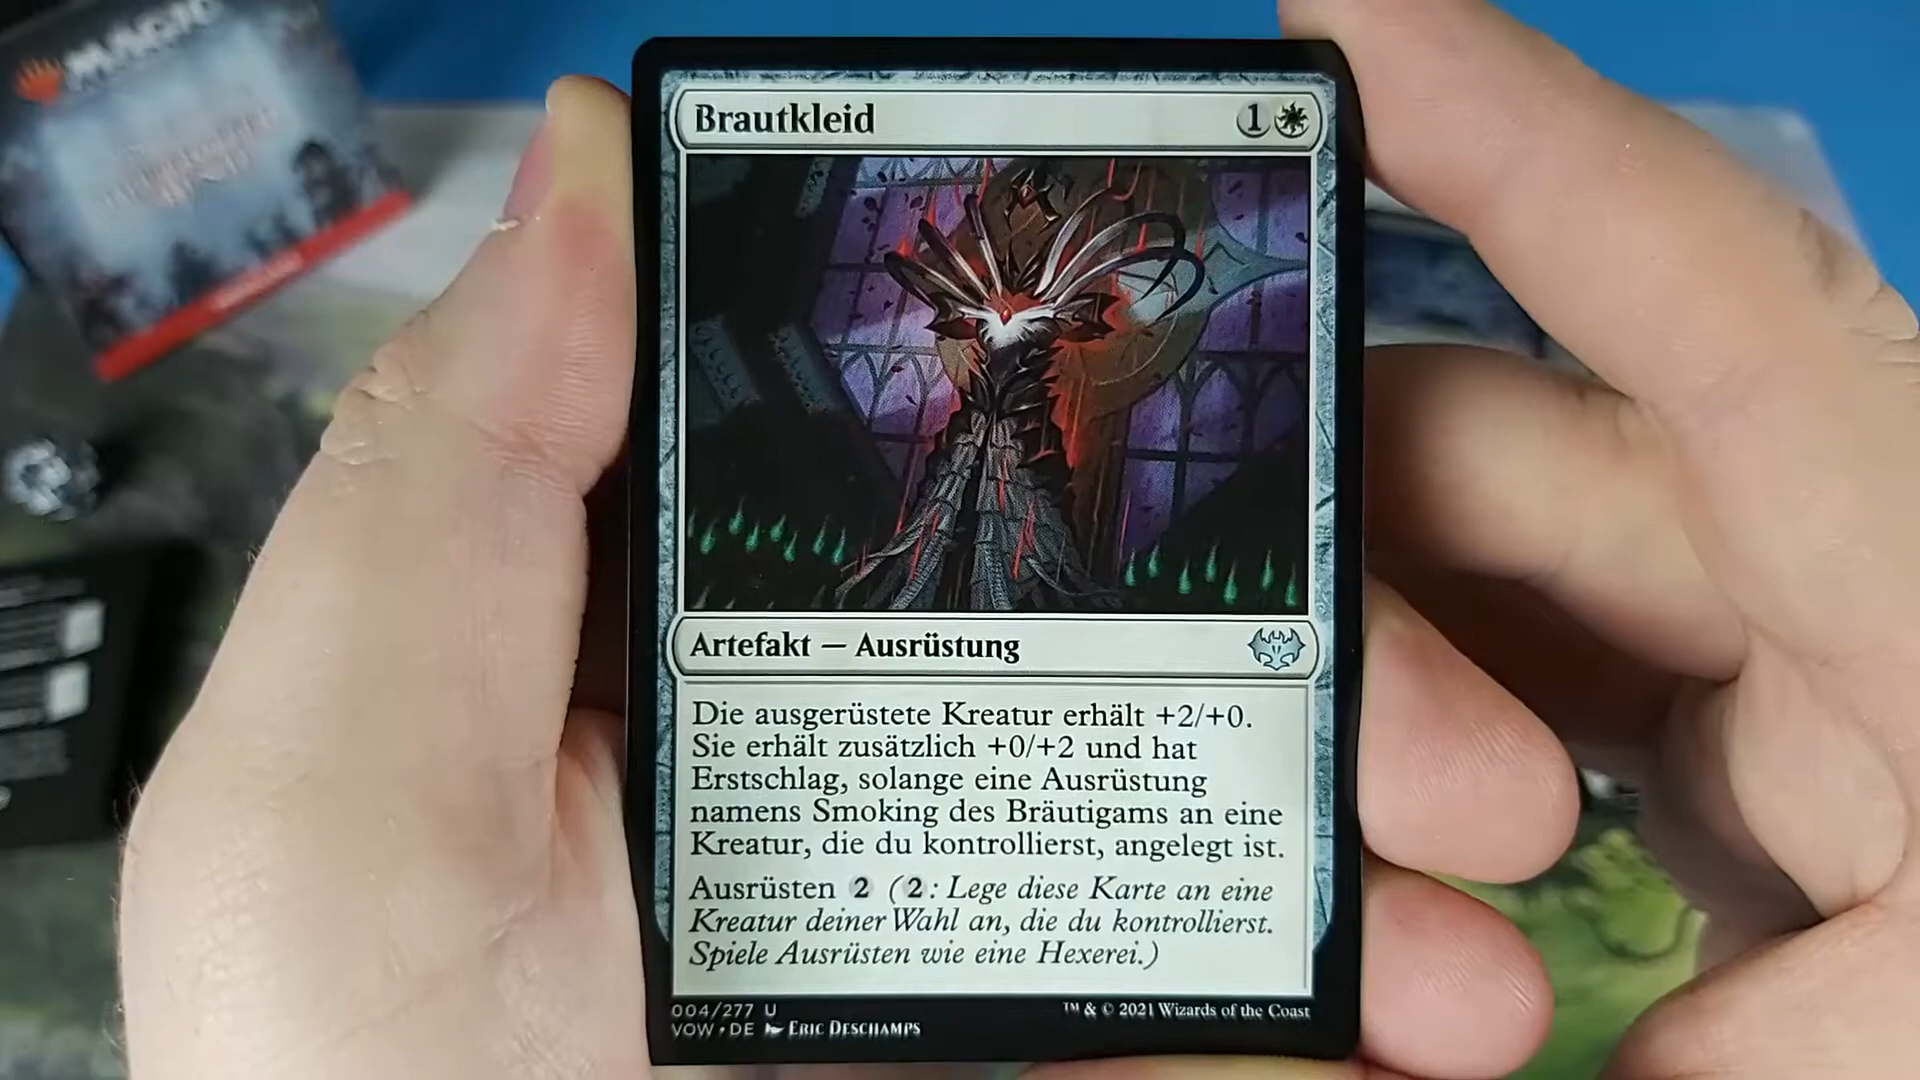 MAGIC
Brautkleid
1
Artefakt — Ausrüstung
Die ausgerüstete Kreatur erhält +2/+0.
Sie erhält zusätzlich +0/+2 und hat
Erstschlag, solange eine Ausrüstung
namens Smoking des Bräutigams an eine
Kreatur, die du kontrollierst, angelegt ist.
Ausrüsten 2 (2: Lege diese Karte an eine
Kreatur deiner Wahl an, die du kontrollierst.
Spiele Ausrüsten wie eine Hexerei.)
004/277 U
VOW • DE ERIC DESCHAMPS
™ & © 2021 Wizards of the Coast